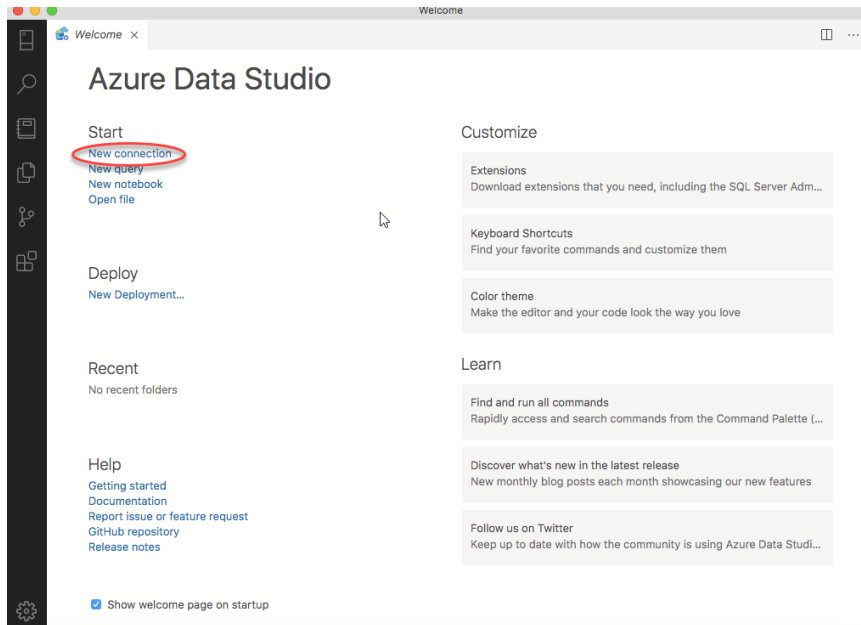 Welcome
Welcome
Azure Data Studio
Start
New connection
New query
New notebook
Open file
Deploy
New Deployment...
Recent
No recent folders
Help
Getting started
Documentation
Report issue or feature request
GitHub repository
Release notes
Show welcome page on startup
Customize
Extensions
Download extensions that you need, including the SQL Server Adm...
Keyboard Shortcuts
Find your favorite commands and customize them
Color theme
Make the editor and your code look the way you love
Learn
Find and run all commands
Rapidly access and search commands from the Command Palette (...
Discover what's new in the latest release
New monthly blog posts each month showcasing our new features
Follow us on Twitter
Keep up to date with how the community is using Azure Data Studi...